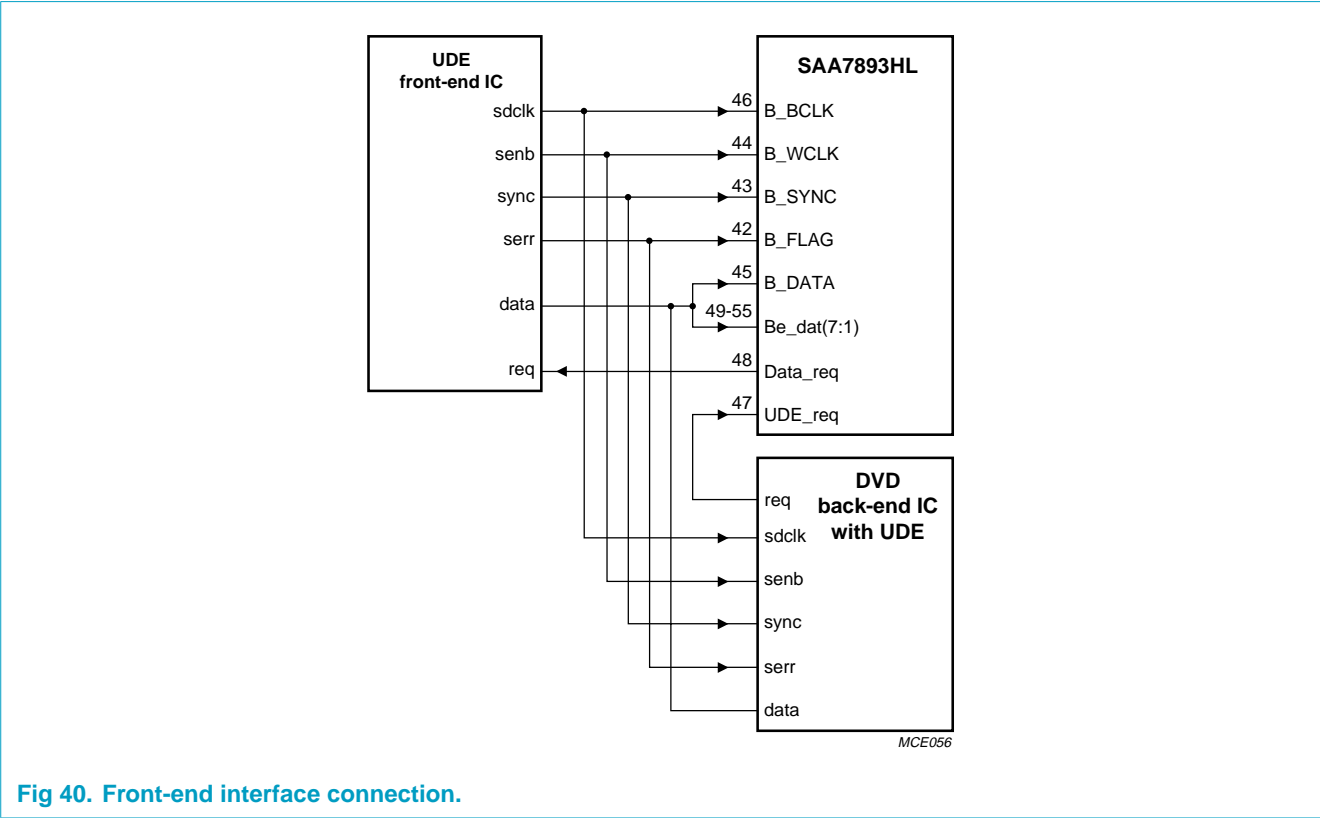 UDE
front-end IC
sdclk
senb
sync
serr
data
req
SAA7893HL
46
B_BCLK
44
B_WCLK
43
B_SYNC
42
B_FLAG
45
B_DATA
49-55
Be_dat(7:1)
48
Data_req
47
UDE_req
DVD
back-end IC
with UDE
req
sdclk
senb
sync
serr
data
MCE056
Fig 40. Front-end interface connection.